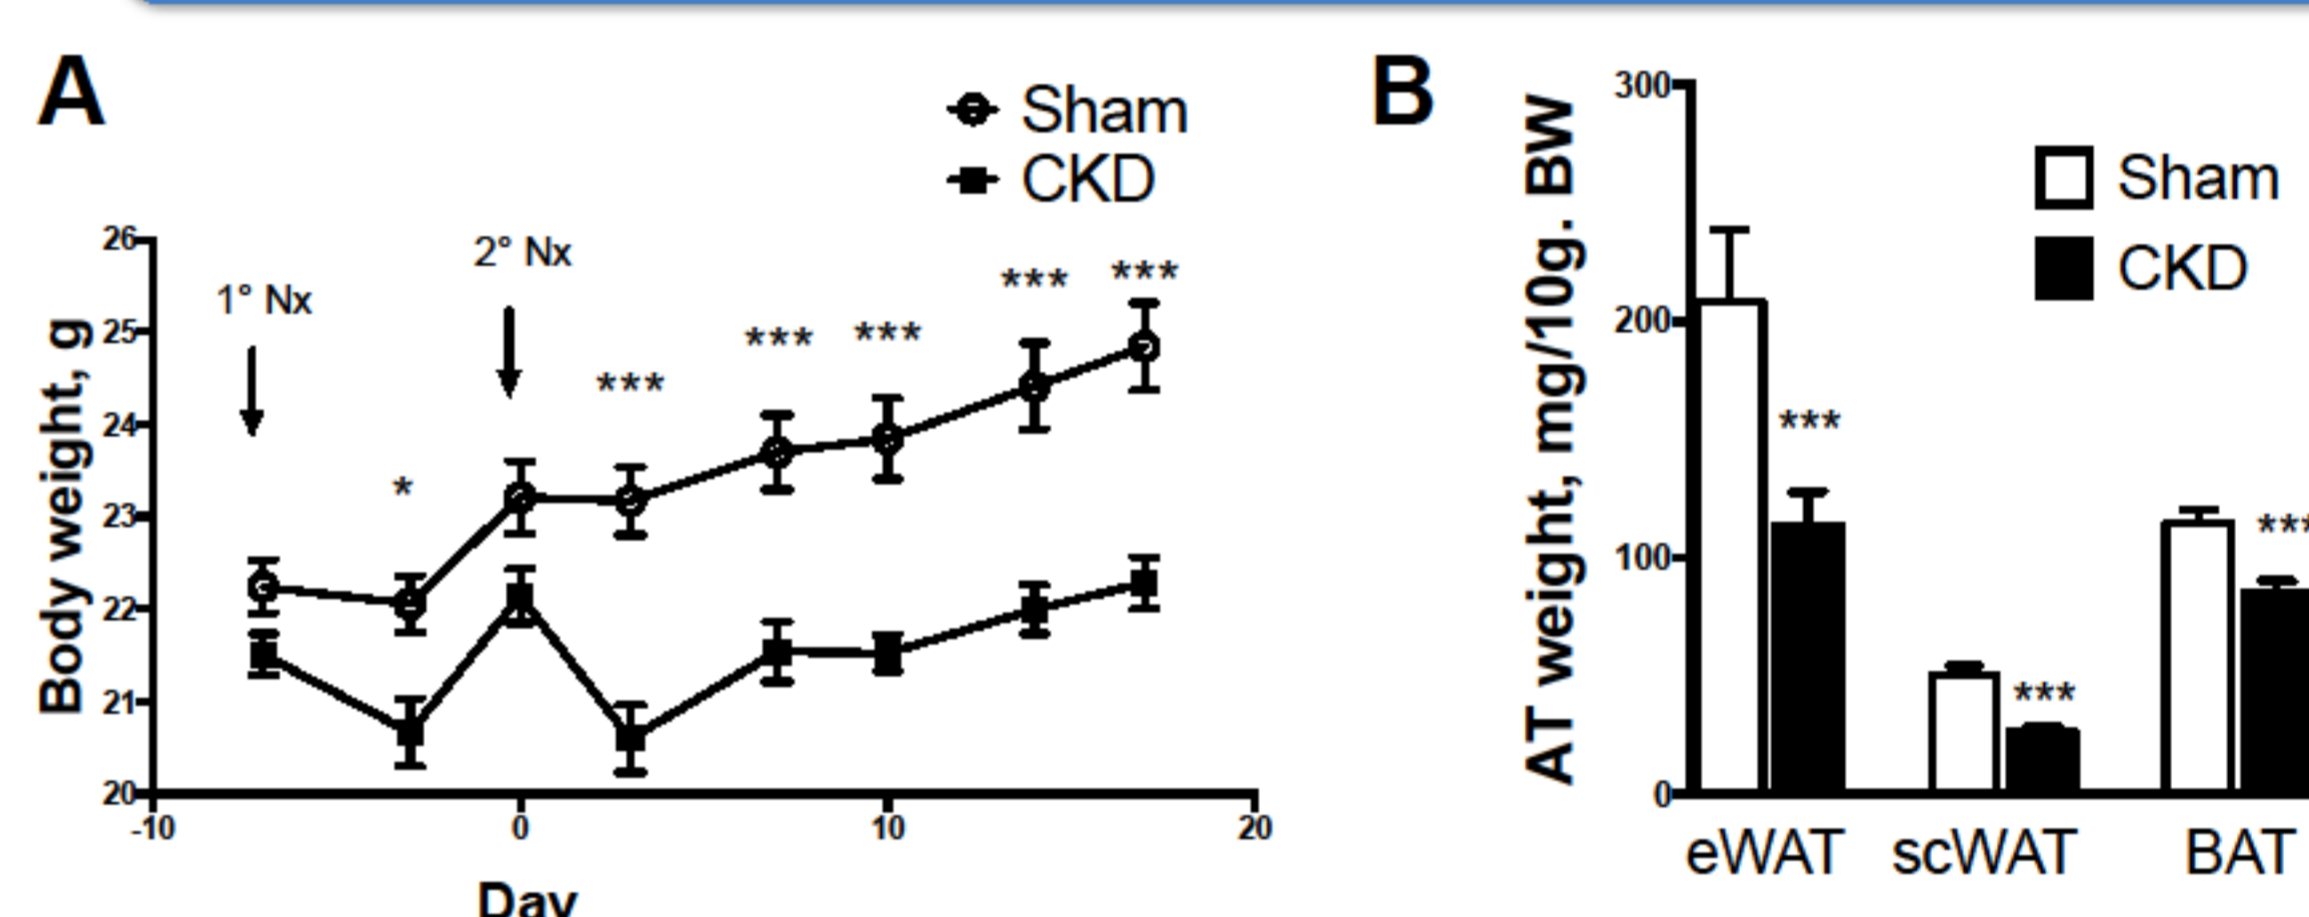 A
Sham
CKD
Body weight, g
26
25
24
23
22
21
20
1° Nx
2° Nx
*
***
***
***
***
***
-10
0
10
20
Day
B
AT weight, mg/10g. BW
300
200
100
0
Sham
CKD
***
***
***
eWAT
scWAT
BAT